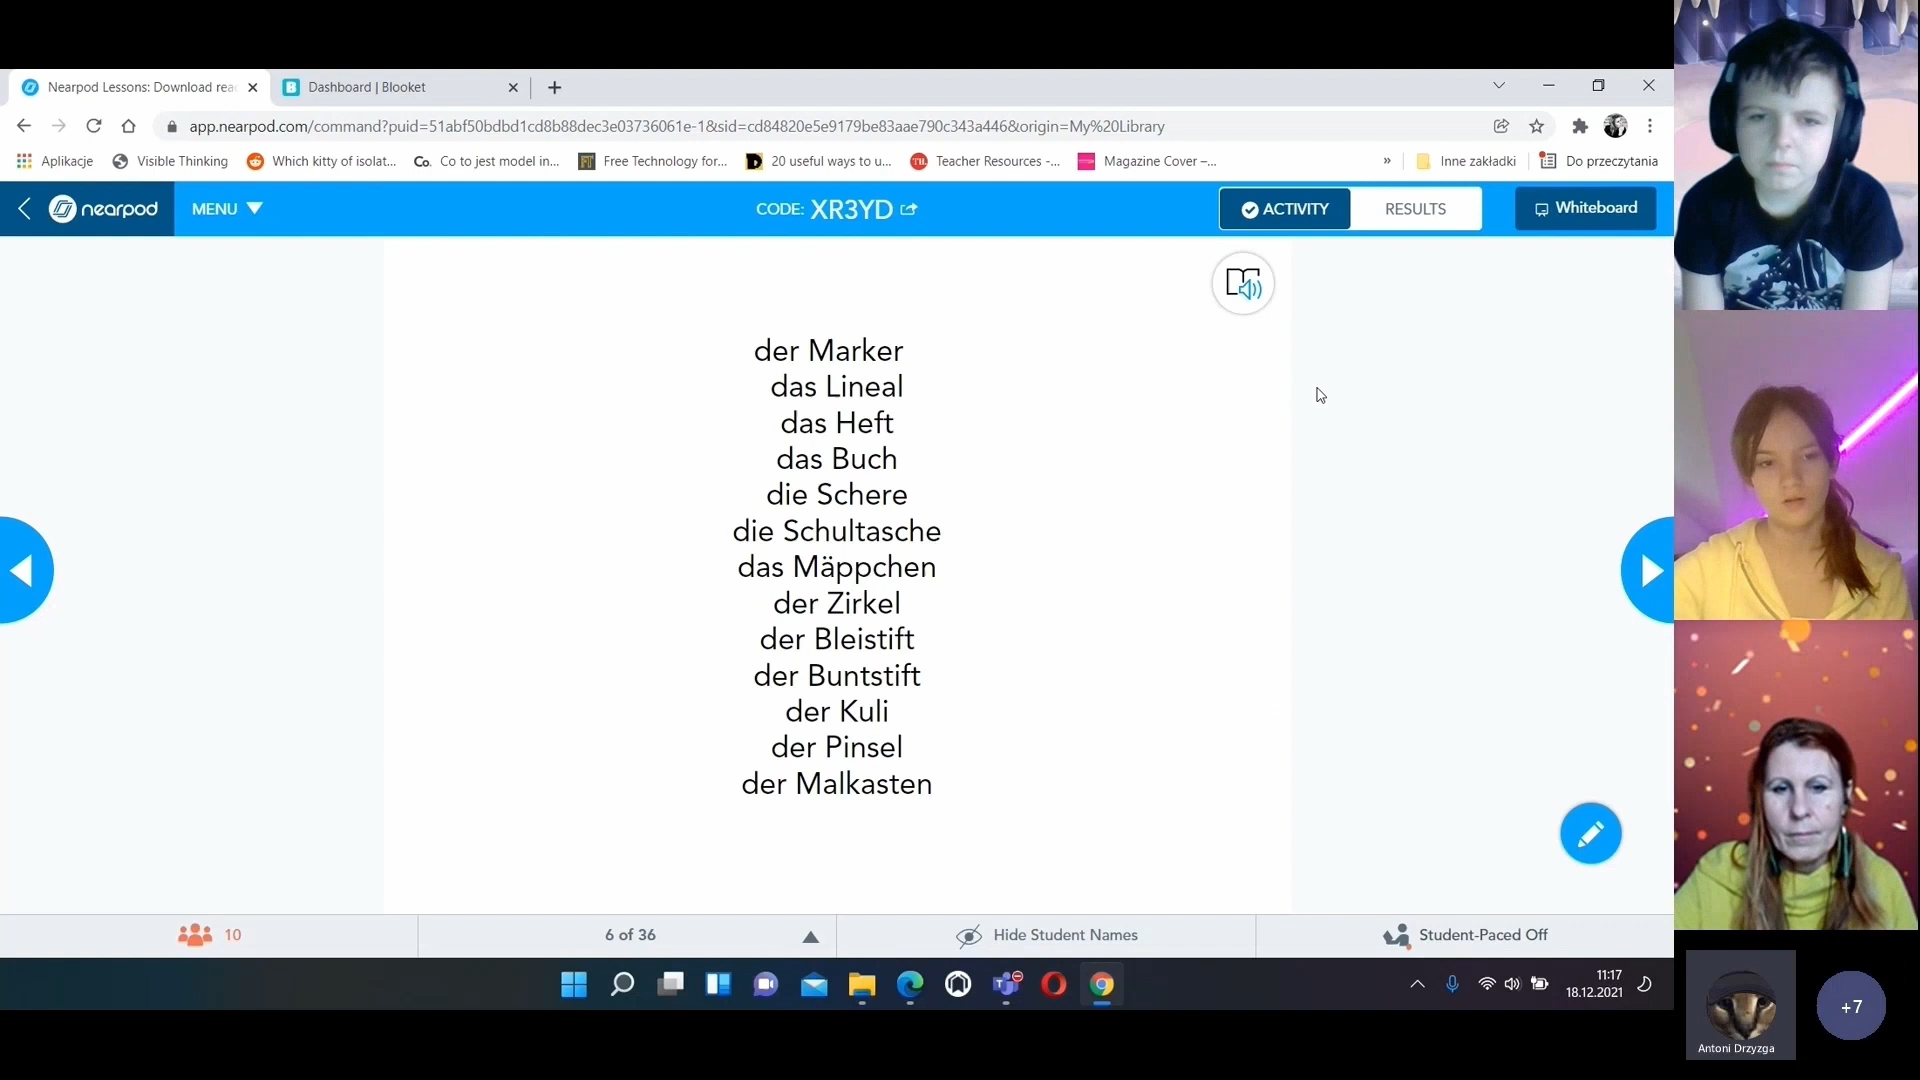 Nearpod Lessons: Download rea
Dashboard | Blooket
app.nearpod.com/command?puid=51abf50bdbd1cd8b88dec3e03736061e-1&sid=cd84820e5e9179be83aae790c343a446&origin=My%20Library
Aplikacje
Visible Thinking
Which kitty of isolat...
Co to jest model in...
Free Technology for...
20 useful ways to u...
Teacher Resources -...
Magazine Cover –...
»
Inne zakładki
Do przeczytania
nearpod
MENU
CODE: XR3YD
ACTIVITY
RESULTS
Whiteboard
der Marker
das Lineal
das Heft
das Buch
die Schere
die Schultasche
das Mäppchen
der Zirkel
der Bleistift
der Buntstift
der Kuli
der Pinsel
der Malkasten
10
6 of 36
Hide Student Names
Student-Paced Off
11:17
18.12.2021
Antoni Drzyzga
+7